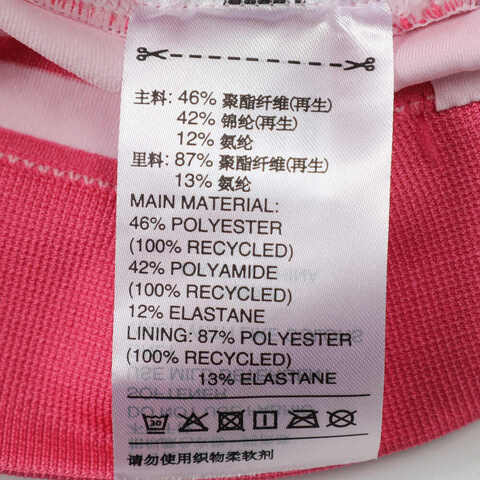 主料: 46% 聚酯纤维(再生)
42% 锦纶(再生)
12% 氨纶
里料: 87% 聚酯纤维(再生)
13% 氨纶
MAIN MATERIAL:
46% POLYESTER
(100% RECYCLED)
42% POLYAMIDE
(100% RECYCLED)
12% ELASTANE
LINING: 87% POLYESTER
(100% RECYCLED)
13% ELASTANE
30
请勿使用织物柔软剂